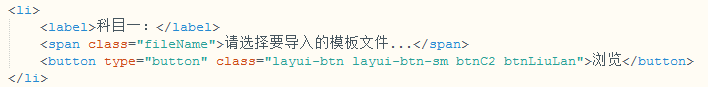 <li>
<label>科目一：</label>
<span class="fileName">请选择要导入的模板文件...</span>
<button type="button" class="layui-btn layui-btn-sm btnC2 btnLiuLan">浏览</button>
</li>